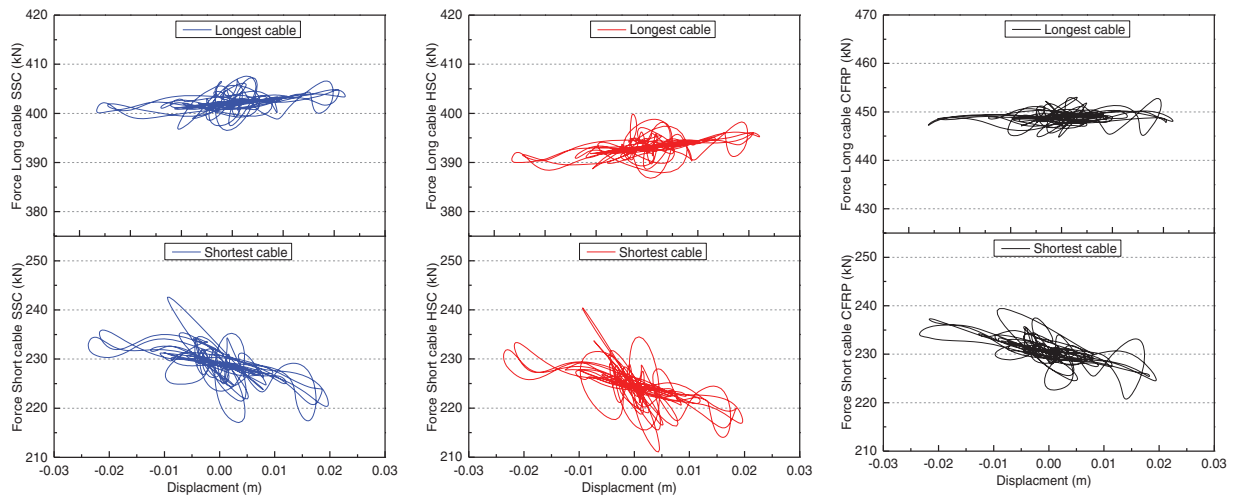 Force Long cable SSC (kN)
420
410
400
390
380
Longest cable
Force Short cable SSC (kN)
250
240
230
220
210
Shortest cable
-0.03 -0.02 -0.01 0.00 0.01 0.02 0.03
Displacment (m)
Force Long cable HSC (kN)
420
410
400
390
380
Longest cable
Force Short cable HSC (kN)
250
240
230
220
210
Shortest cable
-0.03 -0.02 -0.01 0.00 0.01 0.02 0.03
Displacment (m)
Force Long cable CFRP (kN)
470
460
450
440
430
Longest cable
Force Short cable CFRP (kN)
250
240
230
220
210
Shortest cable
-0.03 -0.02 -0.01 0.00 0.01 0.02 0.03
Displacment (m)